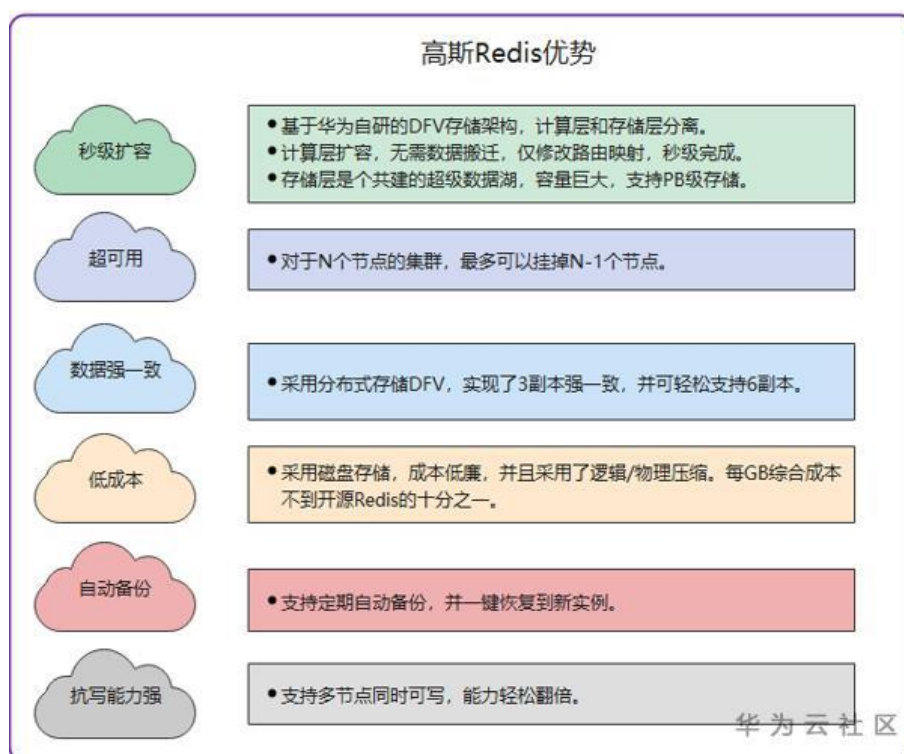 高斯Redis优势
秒级扩容
● 基于华为自研的DFV存储架构，计算层和存储层分离。
● 计算层扩容，无需数据搬迁，仅修改路由映射，秒级完成。
● 存储层是个共建的超级数据湖，容量巨大，支持PB级存储。
超可用
● 对于N个节点的集群，最多可以挂掉N-1个节点。
数据强一致
● 采用分布式存储DFV，实现了3副本强一致，并可轻松支持6副本。
低成本
● 采用磁盘存储，成本低廉，并且采用了逻辑/物理压缩。每GB综合成本
不到开源Redis的十分之一。
自动备份
● 支持定期自动备份，并一键恢复到新实例。
抗写能力强
● 支持多节点同时可写，能力轻松翻倍。
华为云社区